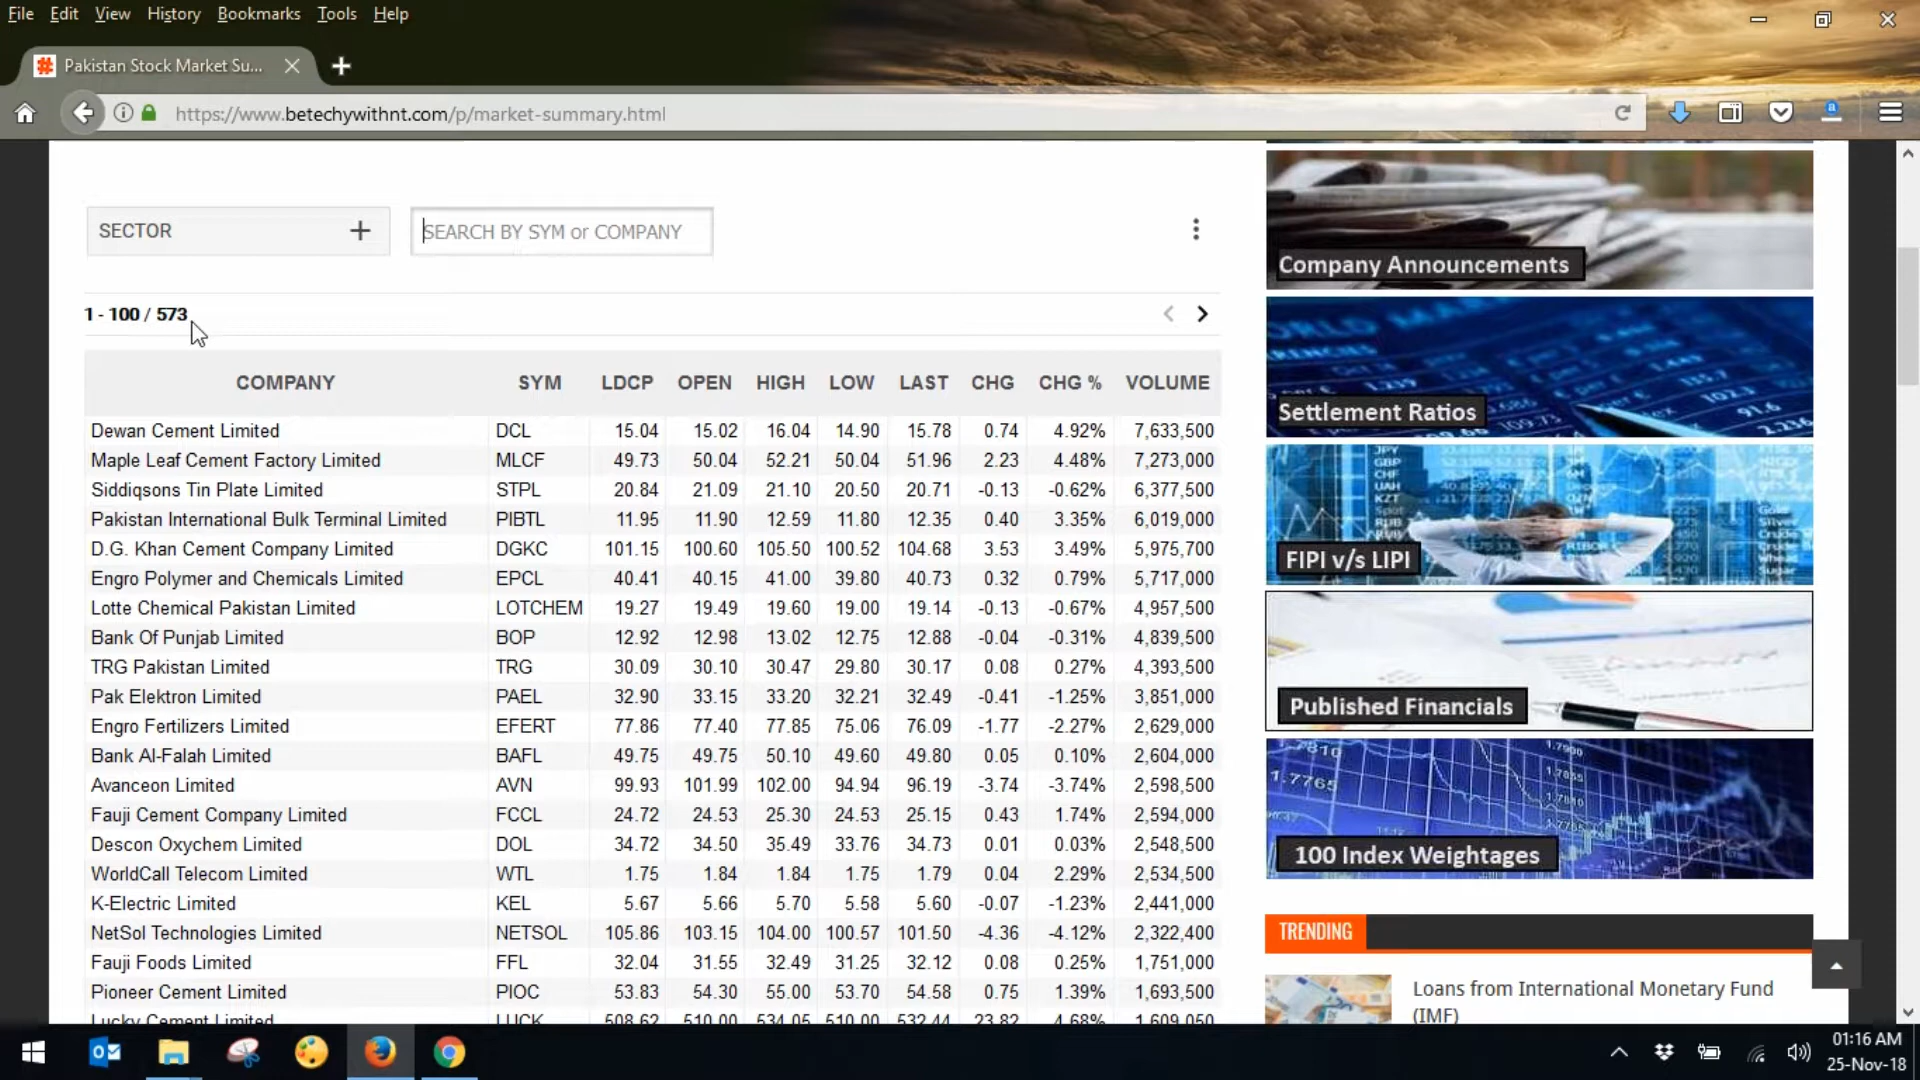 File Edit View History Bookmarks Tools Help
Pakistan Stock Market Su...
https://www.betechywithnt.com/p/market-summary.html
SECTOR
SEARCH BY SYM or COMPANY
1 - 100 / 573
COMPANY SYM LDCP OPEN HIGH LOW LAST CHG CHG % VOLUME
Dewan Cement Limited DCL 15.04 15.02 16.04 14.90 15.78 0.74 4.92% 7,633,500
Maple Leaf Cement Factory Limited MLCF 49.73 50.04 52.21 50.04 51.96 2.23 4.48% 7,273,000
Siddiqsons Tin Plate Limited STPL 20.84 21.09 21.10 20.50 20.71 -0.13 -0.62% 6,377,500
Pakistan International Bulk Terminal Limited PIBTL 11.95 11.90 12.59 11.80 12.35 0.40 3.35% 6,019,000
D.G. Khan Cement Company Limited DGKC 101.15 100.60 105.50 100.52 104.68 3.53 3.49% 5,975,700
Engro Polymer and Chemicals Limited EPCL 40.41 40.15 41.00 39.80 40.73 0.32 0.79% 5,717,000
Lotte Chemical Pakistan Limited LOTCHEM 19.27 19.49 19.60 19.00 19.14 -0.13 -0.67% 4,957,500
Bank Of Punjab Limited BOP 12.92 12.98 13.02 12.75 12.88 -0.04 -0.31% 4,839,500
TRG Pakistan Limited TRG 30.09 30.10 30.47 29.80 30.17 0.08 0.27% 4,393,500
Pak Elektron Limited PAEL 32.90 33.15 33.20 32.21 32.49 -0.41 -1.25% 3,851,000
Engro Fertilizers Limited EFERT 77.86 77.40 77.85 75.06 76.09 -1.77 -2.27% 2,629,000
Bank Al-Falah Limited BAFL 49.75 49.75 50.10 49.60 49.80 0.05 0.10% 2,604,000
Avanceon Limited AVN 99.93 101.99 102.00 94.94 96.19 -3.74 -3.74% 2,598,500
Fauji Cement Company Limited FCCL 24.72 24.53 25.30 24.53 25.15 0.43 1.74% 2,594,000
Descon Oxychem Limited DOL 34.72 34.50 35.49 33.76 34.73 0.01 0.03% 2,548,500
WorldCall Telecom Limited WTL 1.75 1.84 1.84 1.75 1.79 0.04 2.29% 2,534,500
K-Electric Limited KEL 5.67 5.66 5.70 5.58 5.60 -0.07 -1.23% 2,441,000
NetSol Technologies Limited NETSOL 105.86 103.15 104.00 100.57 101.50 -4.36 -4.12% 2,322,400
Fauji Foods Limited FFL 32.04 31.55 32.49 31.25 32.12 0.08 0.25% 1,751,000
Pioneer Cement Limited PIOC 53.83 54.30 55.00 53.70 54.58 0.75 1.39% 1,693,500
Lucky Cement Limited LUCK 508.62 510.00 534.05 510.00 532.44 23.82 4.68% 1,609,050
Company Announcements
Settlement Ratios
FIPI v/s LIPI
Published Financials
1.7765
100 Index Weightages
TRENDING
Loans from International Monetary Fund
(IMF)
01:16 AM
25-Nov-18